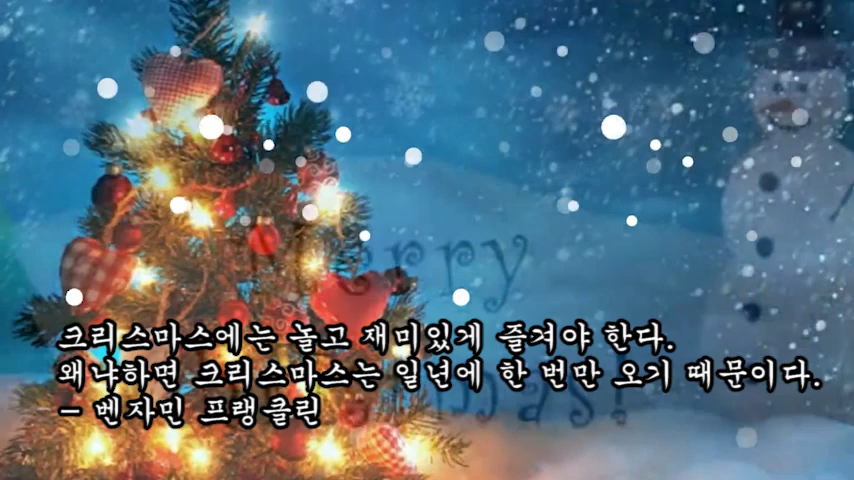 erry
크리스마스에는 놀고 재미있게 즐겨야 한다.
왜냐하면 크리스마스는 일년에 한 번만 오기 때문이다.
- 벤자민 프랭클린
mas!